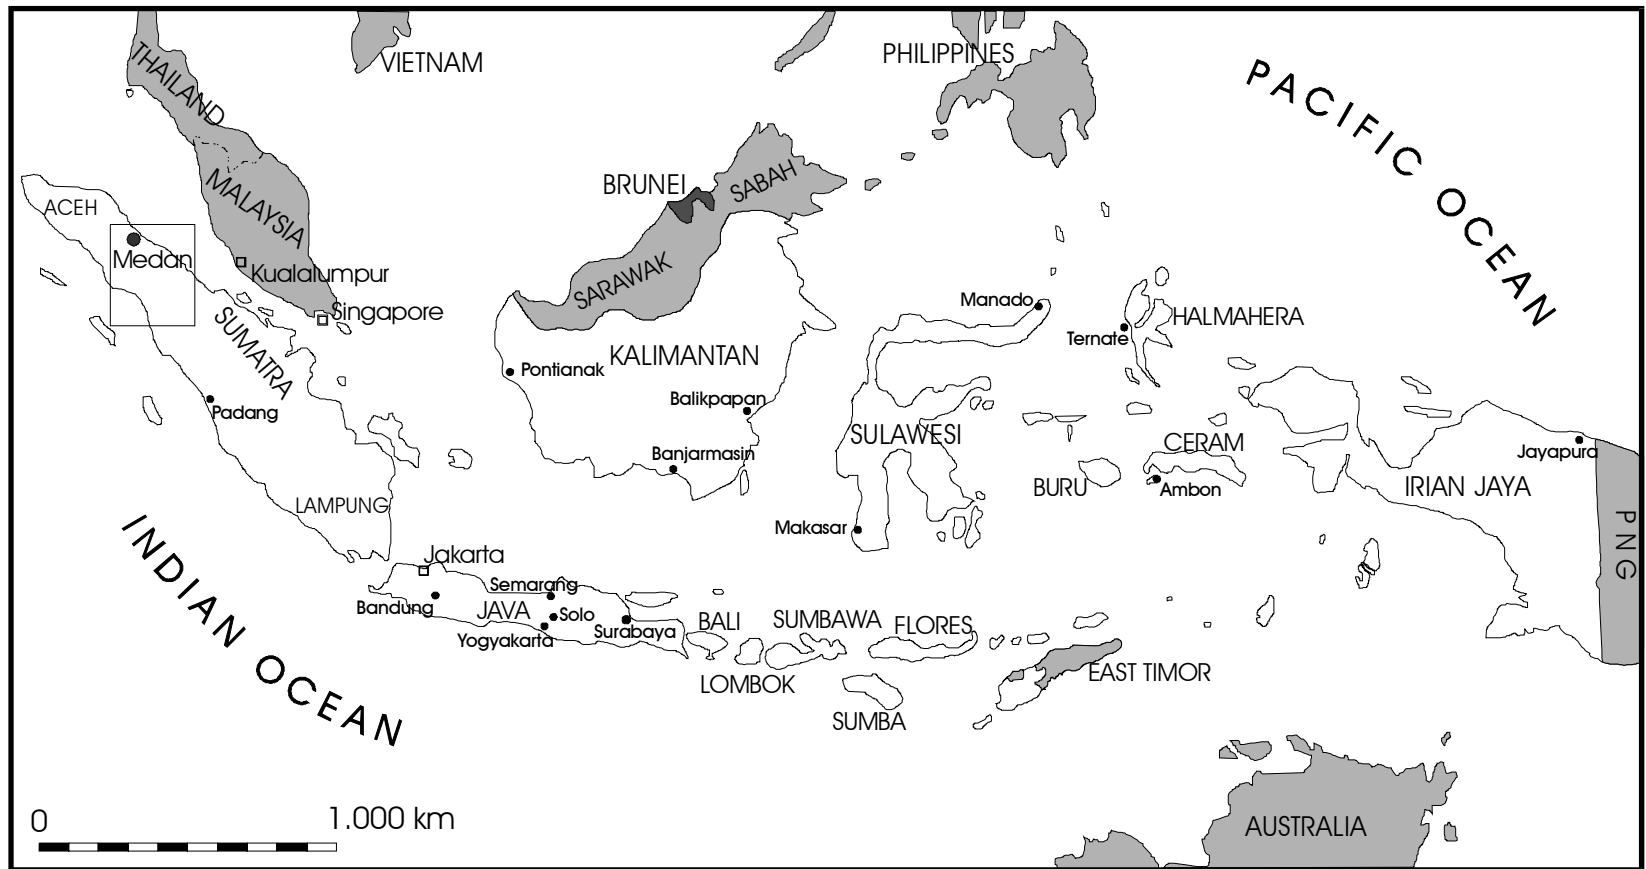 PHILIPPINES
VIETNAM
THAILAND
PACIFIC OCEAN
MALAYSIA
BRUNEI
SABAH
ACEH
Medan
Kualalumpur
SARAWAK
Singapore
Manado
HALMAHERA
Ternate
SUMATRA
KALIMANTAN
Pontianak
Balikpapan
Padang
SULAWESI
CERAM
Jayapura
Banjarmasin
BURU
Ambon
IRIAN JAYA
LAMPUNG
Makasar
PNG
INDIAN OCEAN
Jakarta
Semarang
Bandung
JAVA
Solo
Yogyakarta
Surabaya
BALI
SUMBAWA
FLORES
LOMBOK
EAST TIMOR
SUMBA
0
1.000 km
AUSTRALIA